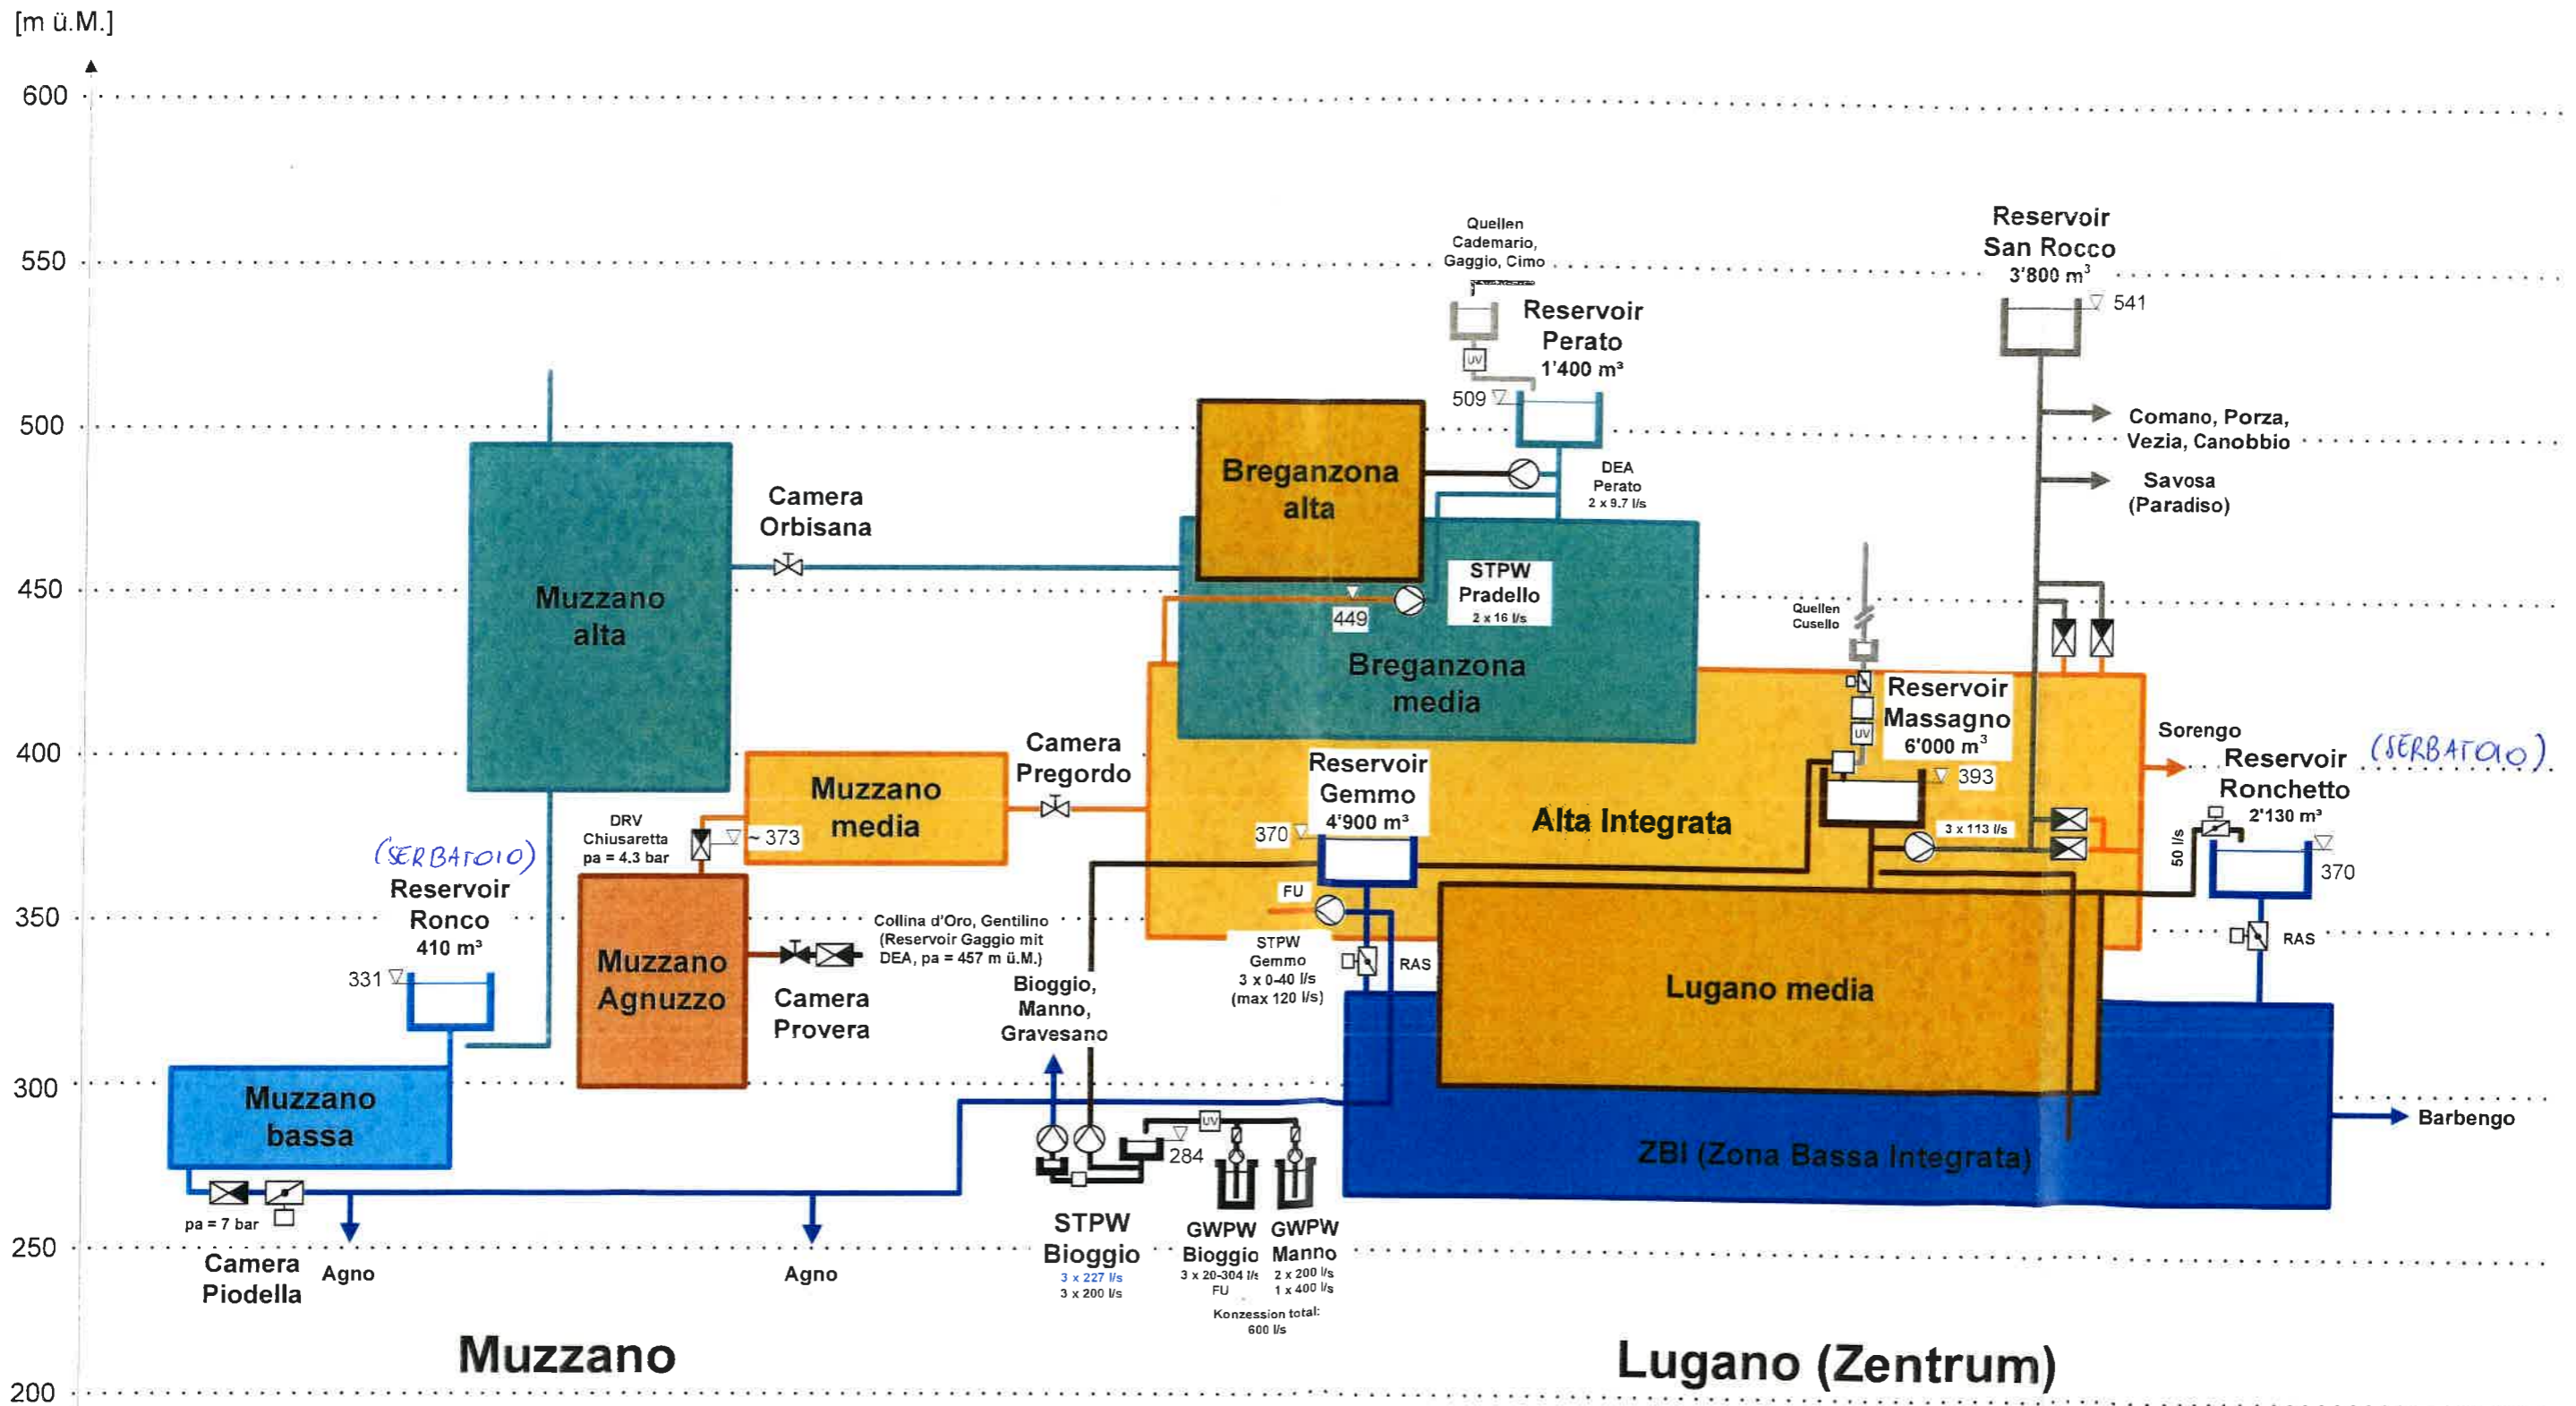 [m ü.M.]
600
550
500
450
400
350
300
250
200
Quellen
Cademario,
Gaggio, Cimo
UV
Reservoir
Perato
1'400 m³
509
Reservoir
San Rocco
3'800 m³
541
Comano, Porza,
Vezia, Canobbio
Savosa
(Paradiso)
Breganzona
alta
DEA
Perato
2 x 9.7 l/s
Camera
Orbisana
Muzzano
alta
STPW
Pradello
2 x 16 l/s
449
Breganzona
media
Quellen
Cusello
UV
Reservoir
Massagno
6'000 m³
393
3 x 113 l/s
Sorengo
(SERBATOIO)
Reservoir
Ronchetto
2'130 m³
50 l/s
370
RAS
Camera
Pregordo
Muzzano
media
DRV
Chiusaretta
pa = 4.3 bar
~ 373
Reservoir
Gemmo
4'900 m³
370
Alta Integrata
FU
STPW
Gemmo
3 x 0-40 l/s
(max 120 l/s)
RAS
(SERBATOIO)
Reservoir
Ronco
410 m³
331
Muzzano
Agnuzzo
Collina d'Oro, Gentilino
(Reservoir Gaggio mit
DEA, pa = 457 m ü.M.)
Camera
Provera
Bioggio,
Manno,
Gravesano
Lugano media
Muzzano
bassa
ZBI (Zona Bassa Integrata)
Barbengo
UV
284
pa = 7 bar
Camera
Piodella
Agno
Agno
STPW
Bioggio
3 x 227 l/s
3 x 200 l/s
GWPW
Bioggio
3 x 20-304 l/s
FU
GWPW
Manno
2 x 200 l/s
1 x 400 l/s
Konzession total:
600 l/s
Muzzano
Lugano (Zentrum)